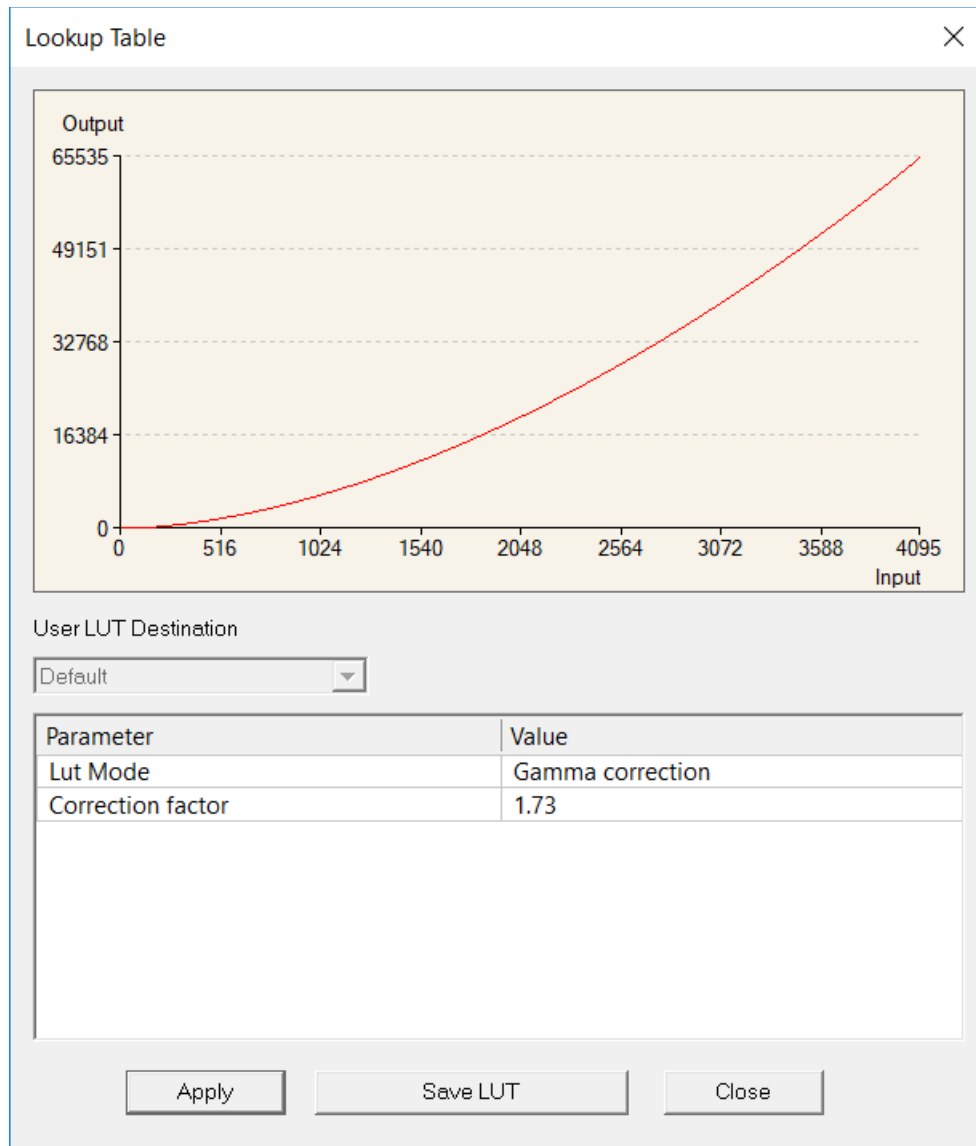 Lookup Table
Output
65535
49151
32768
16384
0
0 516 1024 1540 2048 2564 3072 3588 4095
Input
User LUT Destination
Default
Parameter Value
Lut Mode Gamma correction
Correction factor 1.73
Apply Save LUT Close